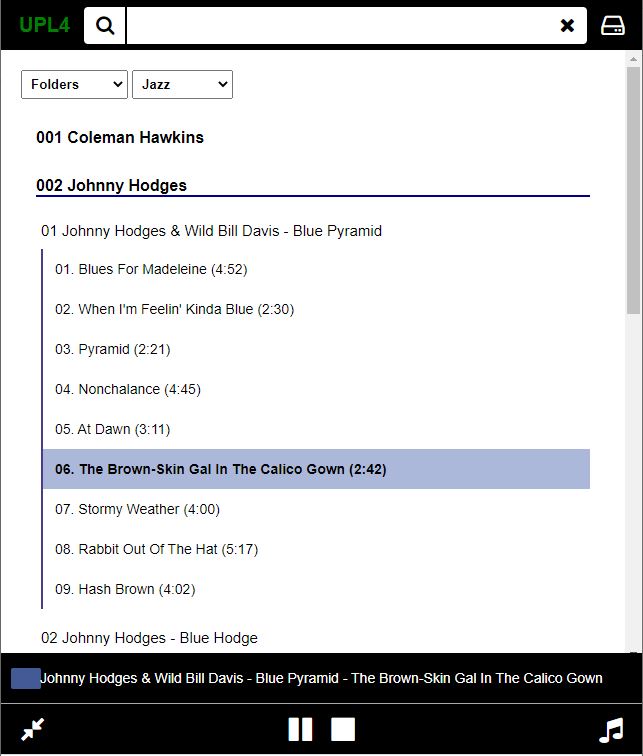 UPL4
Folders Jazz
001 Coleman Hawkins
002 Johnny Hodges
01 Johnny Hodges & Wild Bill Davis - Blue Pyramid
01. Blues For Madeleine (4:52)
02. When I'm Feelin' Kinda Blue (2:30)
03. Pyramid (2:21)
04. Nonchalance (4:45)
05. At Dawn (3:11)
06. The Brown-Skin Gal In The Calico Gown (2:42)
07. Stormy Weather (4:00)
08. Rabbit Out Of The Hat (5:17)
09. Hash Brown (4:02)
02 Johnny Hodges - Blue Hodge
Johnny Hodges & Wild Bill Davis - Blue Pyramid - The Brown-Skin Gal In The Calico Gown